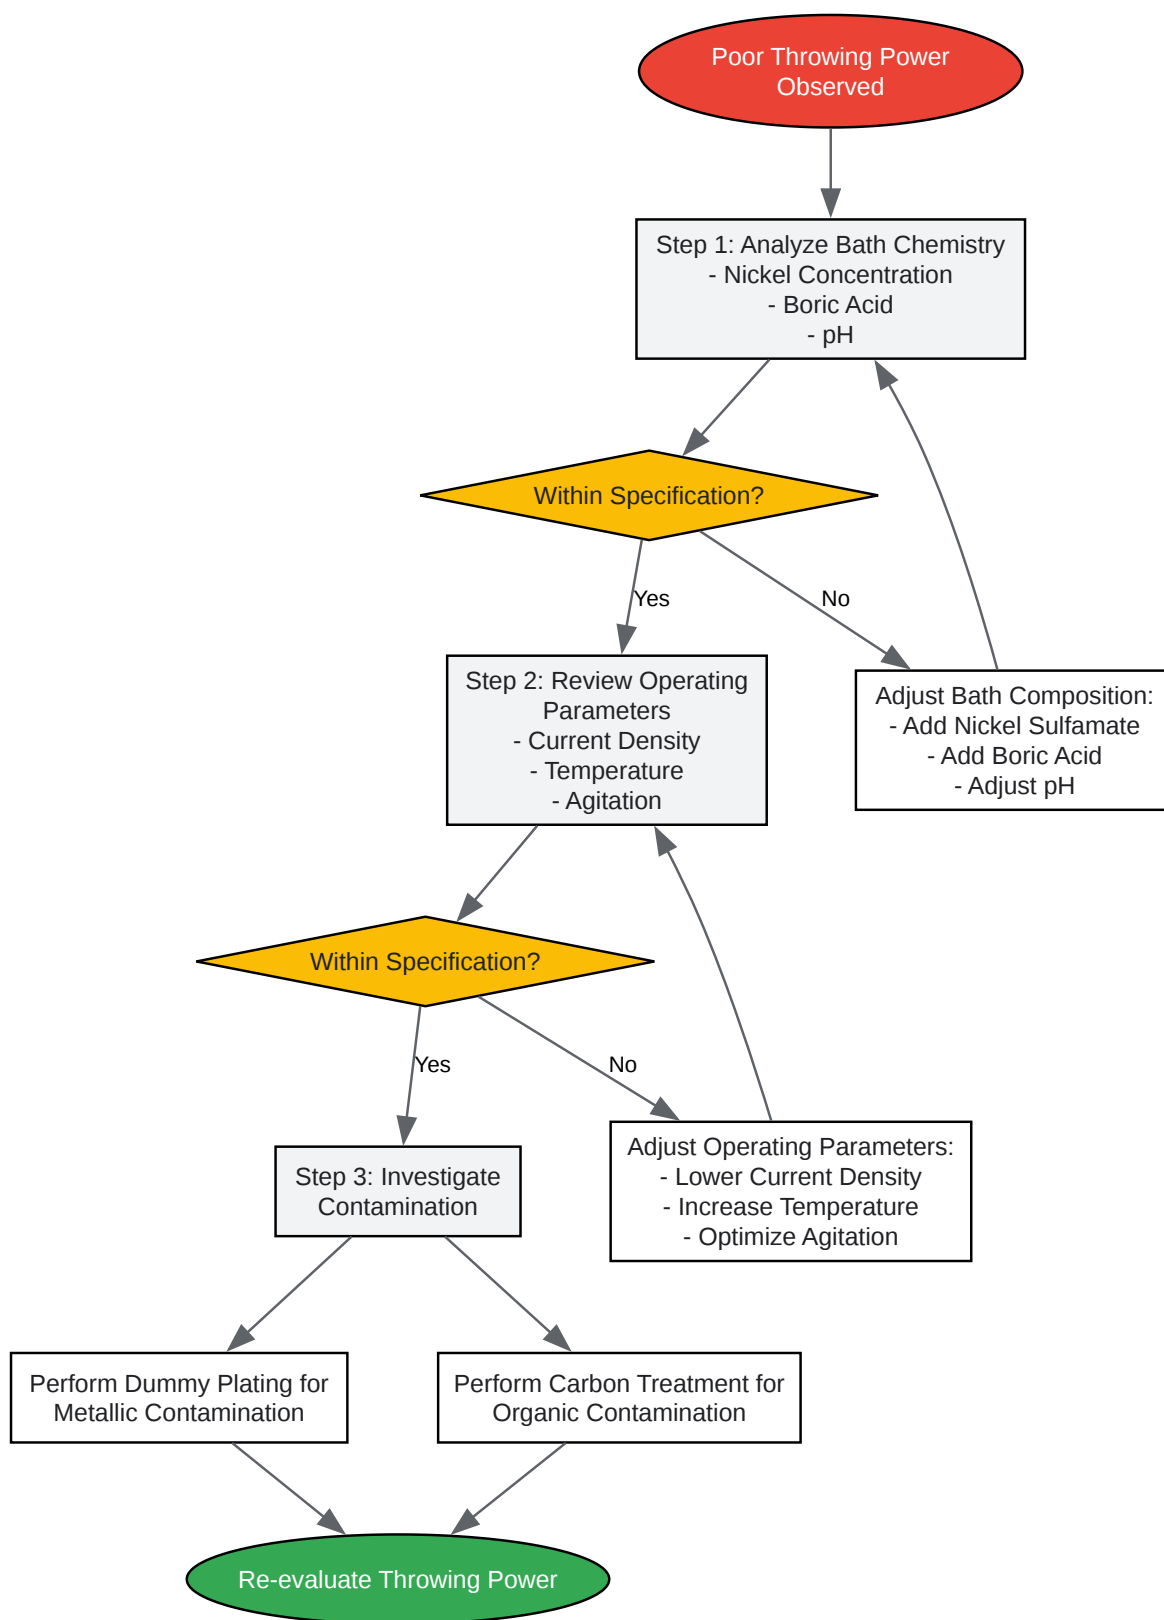 Poor Throwing Power
Observed
Step 1: Analyze Bath Chemistry
- Nickel Concentration
- Boric Acid
- pH
Within Specification?
Yes
No
Step 2: Review Operating
Parameters
- Current Density
- Temperature
- Agitation
Adjust Bath Composition:
- Add Nickel Sulfamate
- Add Boric Acid
- Adjust pH
Within Specification?
Yes
No
Step 3: Investigate
Contamination
Adjust Operating Parameters:
- Lower Current Density
- Increase Temperature
- Optimize Agitation
Perform Dummy Plating for
Metallic Contamination
Perform Carbon Treatment for
Organic Contamination
Re-evaluate Throwing Power